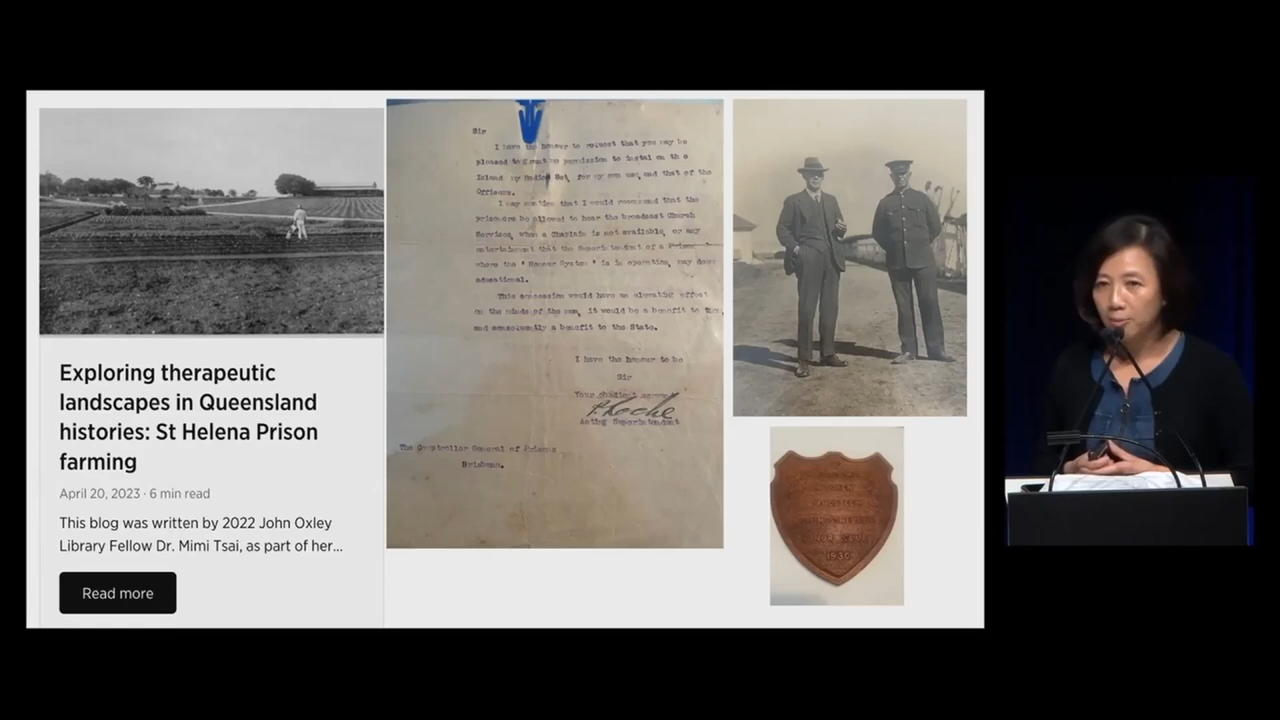 Exploring therapeutic
landscapes in Queensland
histories: St Helena Prison
farming
April 20, 2023 · 6 min read
This blog was written by 2022 John Oxley
Library Fellow Dr. Mimi Tsai, as part of her...
Read more
Sir
I have the honour to request that you may be
pleased to grant me permission to instal on the
Island my Radio Set, for my own use, and that of the
Officers.
I may mention that I would recommend that the
prisoners be allowed to hear the broadcast Church
Services, when a Chaplain is not available, or any
entertainment that the Superintendent of a Prison
where the " Honour System " is in operation, may deem
educational.
This concession would have an elevating effect
on the minds of the men, it would be a benefit to them,
and consequently a benefit to the State.
I have the honour to be
Sir
Your obedient
Acting Superintendent
The Comptroller General of Prisons
Brisbane.
1930